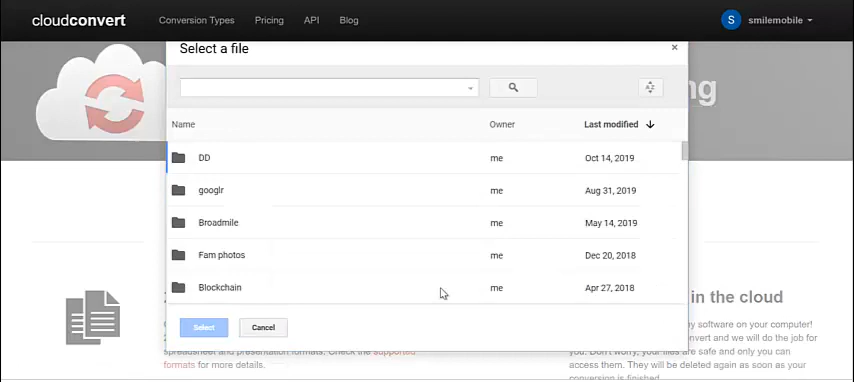 cloudconvert Conversion Types Pricing API Blog S smilemobile
Select a file ×
ng
A Z
Name Owner Last modified
DD me Oct 14, 2019
googlr me Aug 31, 2019
Broadmile me May 14, 2019
Fam photos me Dec 20, 2018
Blockchain me Apr 27, 2018
Select Cancel
spreadsheet and presentation formats. Check the supported
formats for more details.
in the cloud
y software on your computer!
nvert and we will do the job for
you. Don't worry, your files are safe and only you can
access them. They will be deleted again as soon as your
conversion is finished.